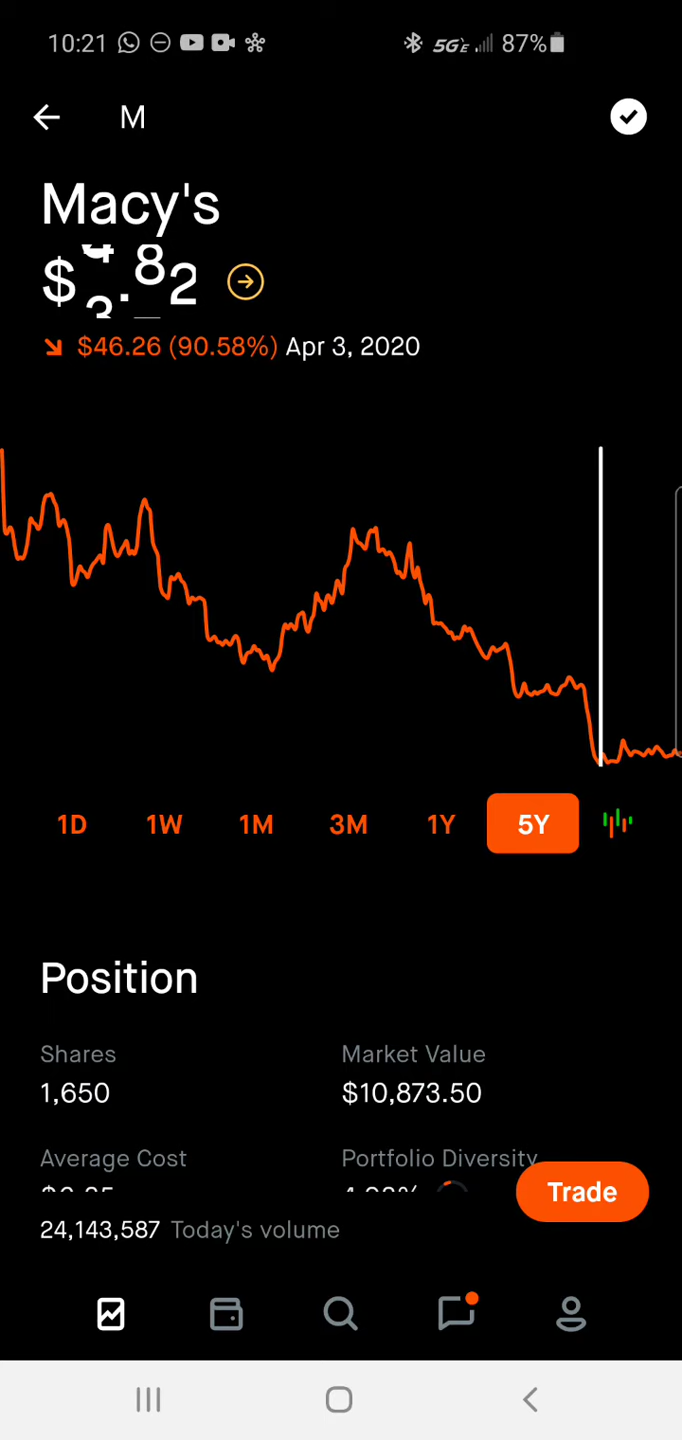 10:21 5GE 87%
M
Macy's
$46.26 (90.58%) Apr 3, 2020
1D 1W 1M 3M 1Y 5Y
Position
Shares Market Value
1,650 $10,873.50
Average Cost Portfolio Diversity
Trade
24,143,587 Today's volume